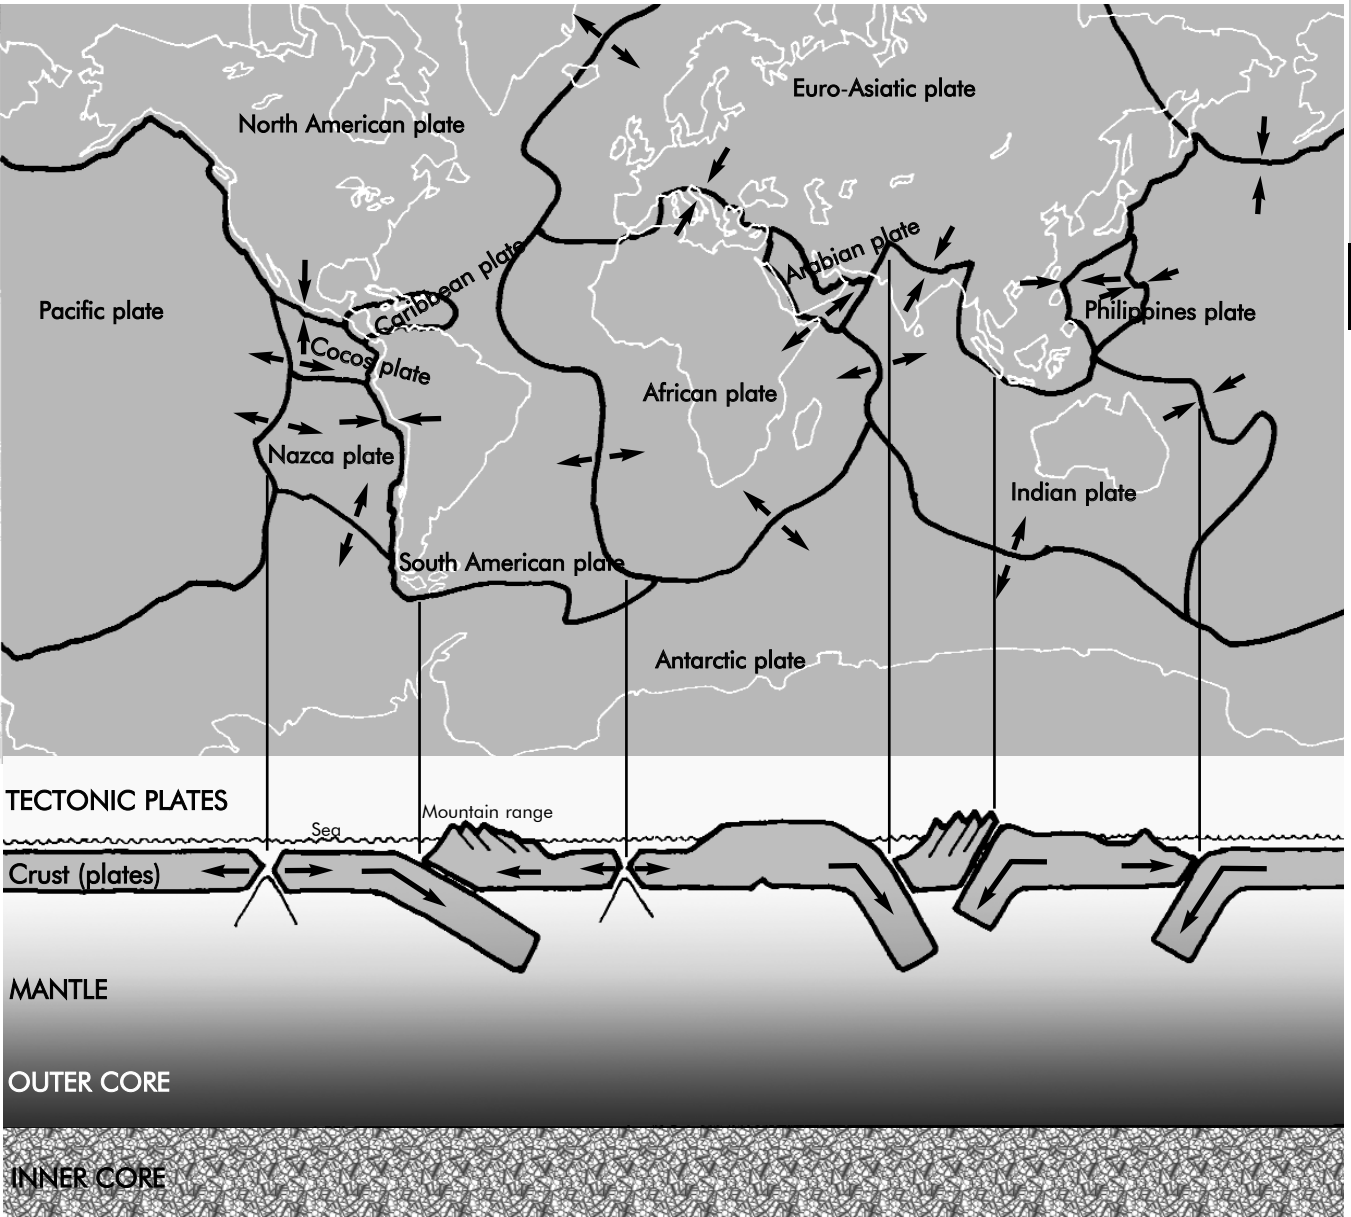 Euro-Asiatic plate
North American plate
Arabian plate
Caribbean plate
Pacific plate
Philippines plate
Cocos plate
African plate
Nazca plate
Indian plate
South American plate
Antarctic plate
TECTONIC PLATES
Mountain range
Sea
Crust (plates)
MANTLE
OUTER CORE
INNER CORE